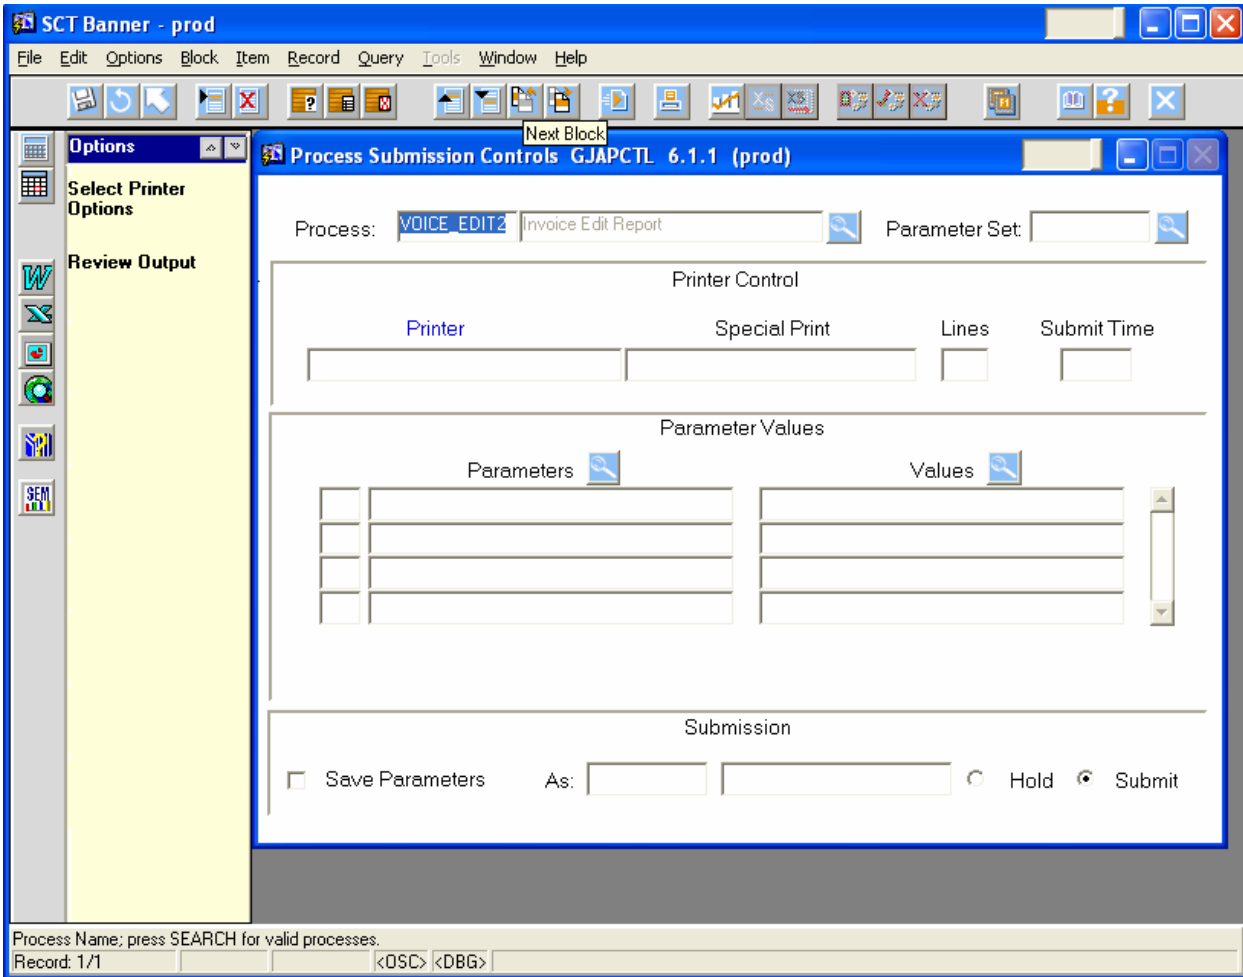 SCT Banner - prod
File Edit Options Block Item Record Query Tools Window Help
Next Block
Options
Select Printer
Options
Review Output
Process Submission Controls GJAPCTL 6.1.1 (prod)
Process: VOICE_EDIT2 Invoice Edit Report Parameter Set:
Printer Control
Printer Special Print Lines Submit Time
Parameter Values
Parameters Values
SEM
Submission
Save Parameters As: Hold Submit
Process Name; press SEARCH for valid processes.
Record: 1/1 <OSC> <DBG>